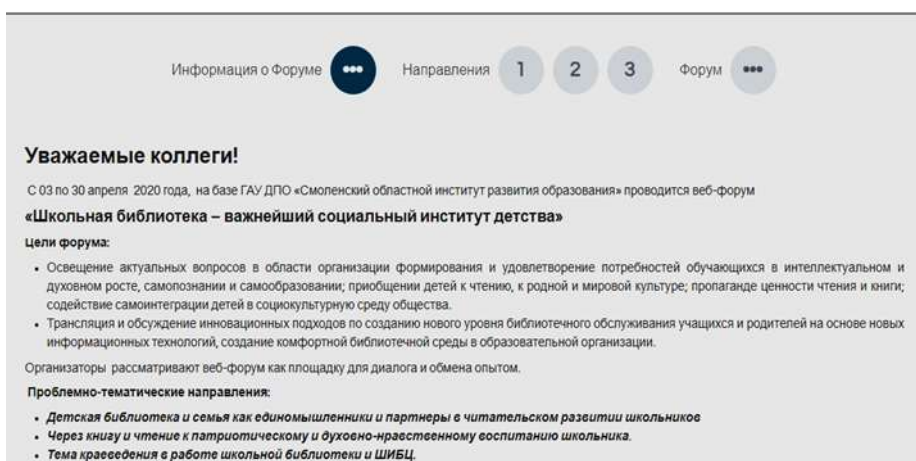 Информация о Форуме ••• Направления 1 2 3 Форум •••
Уважаемые коллеги!
С 03 по 30 апреля 2020 года, на базе ГАУ ДПО «Смоленский областной институт развития образования» проводится веб-форум
«Школьная библиотека – важнейший социальный институт детства»
Цели форума:
• Освещение актуальных вопросов в области организации формирования и удовлетворение потребностей обучающихся в интеллектуальном и
духовном росте, самопознании и самообразовании; приобщении детей к чтению, к родной и мировой культуре; пропаганде ценности чтения и книги;
содействие самоинтеграции детей в социокультурную среду общества.
• Трансляция и обсуждение инновационных подходов по созданию нового уровня библиотечного обслуживания учащихся и родителей на основе новых
информационных технологий, создание комфортной библиотечной среды в образовательной организации.
Организаторы рассматривают веб-форум как площадку для диалога и обмена опытом.
Проблемно-тематические направления:
• Детская библиотека и семья как единомышленники и партнеры в читательском развитии школьников
• Через книгу и чтение к патриотическому и духовно-нравственному воспитанию школьника.
• Тема краеведения в работе школьной библиотеки и ШИБЦ.